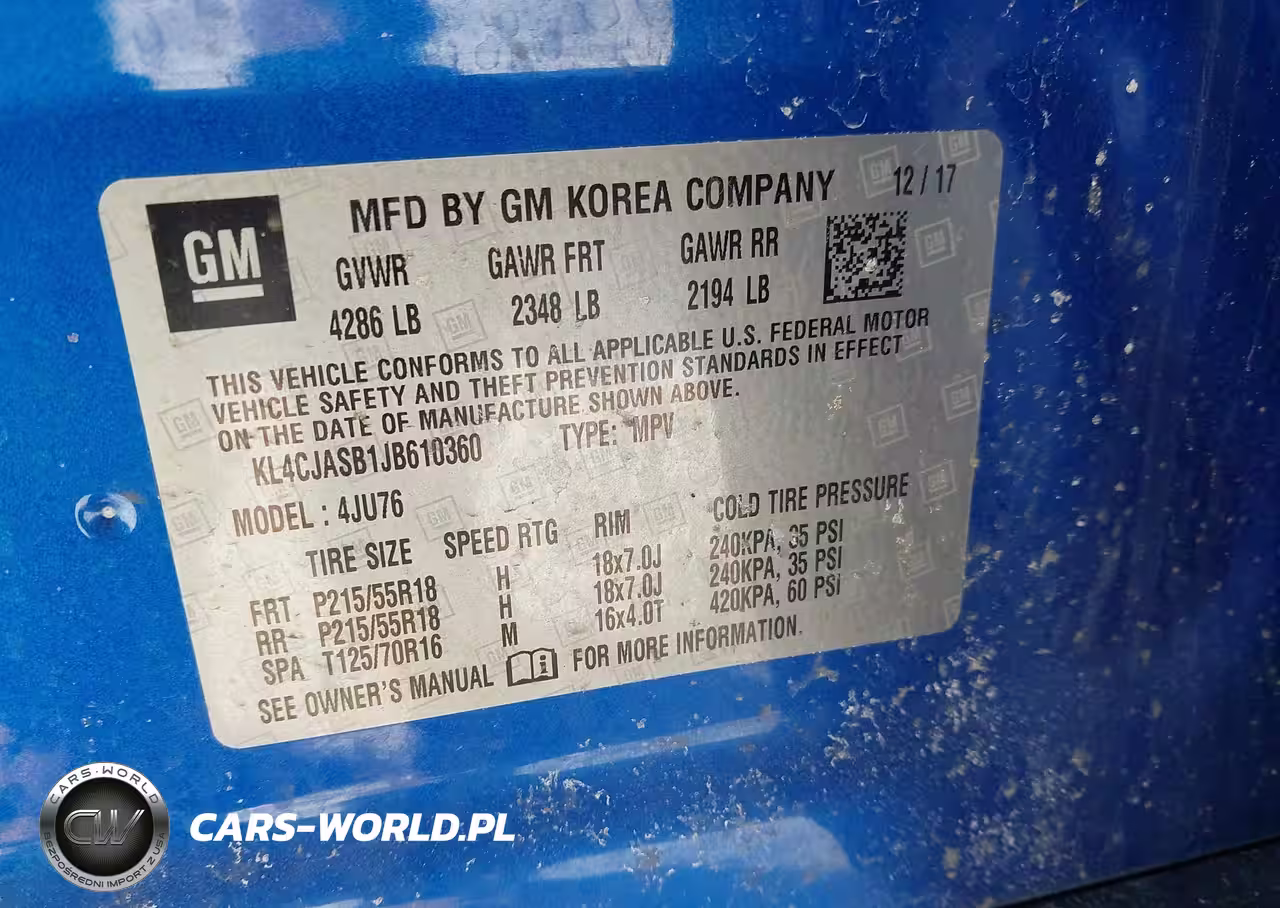 GM
MFD BY GM KOREA COMPANY 12 / 17
GVWR GAWR FRT GAWR RR
4286 LB 2348 LB 2194 LB
THIS VEHICLE CONFORMS TO ALL APPLICABLE U.S. FEDERAL MOTOR
VEHICLE SAFETY AND THEFT PREVENTION STANDARDS IN EFFECT
ON THE DATE OF MANUFACTURE SHOWN ABOVE.
KL4CJASB1JB610360 TYPE: MPV
MODEL : 4JU76
TIRE SIZE SPEED RTG RIM COLD TIRE PRESSURE
FRT P215/55R18 H 18x7.0J 240KPA, 35 PSI
RR P215/55R18 H 18x7.0J 240KPA, 35 PSI
SPA T125/70R16 M 16x4.0T 420KPA, 60 PSI
SEE OWNER'S MANUAL FOR MORE INFORMATION.
CARS-WORLD
CW
BEZPOŚREDNI IMPORT Z USA
CARS-WORLD.PL